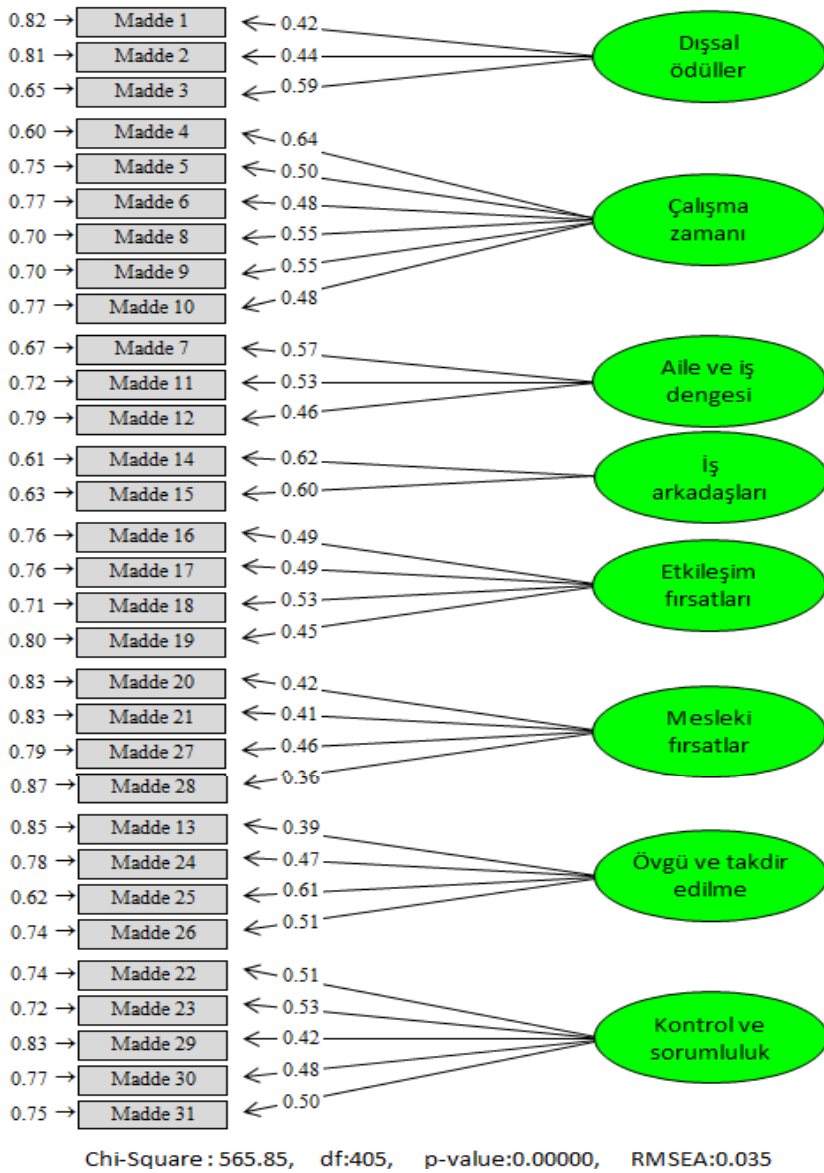 0.82 → Madde 1 0.42
0.81 → Madde 2 0.44
0.65 → Madde 3 0.59
Dışsal
ödüller
0.60 → Madde 4 0.64
0.75 → Madde 5 0.50
0.77 → Madde 6 0.48
0.70 → Madde 8 0.55
0.70 → Madde 9 0.55
0.77 → Madde 10 0.48
Çalışma
zamanı
0.67 → Madde 7 0.57
0.72 → Madde 11 0.53
0.79 → Madde 12 0.46
Aile ve iş
dengesi
0.61 → Madde 14 0.62
0.63 → Madde 15 0.60
İş
arkadaşları
0.76 → Madde 16 0.49
0.76 → Madde 17 0.49
0.71 → Madde 18 0.53
0.80 → Madde 19 0.45
Etkileşim
fırsatları
0.83 → Madde 20 0.42
0.83 → Madde 21 0.41
0.79 → Madde 27 0.46
0.87 → Madde 28 0.36
Mesleki
fırsatlar
0.85 → Madde 13 0.39
0.78 → Madde 24 0.47
0.62 → Madde 25 0.61
0.74 → Madde 26 0.51
Övgü ve takdir
edilme
0.74 → Madde 22 0.51
0.72 → Madde 23 0.53
0.83 → Madde 29 0.42
0.77 → Madde 30 0.48
0.75 → Madde 31 0.50
Kontrol ve
sorumluluk
Chi-Square : 565.85, df:405, p-value:0.00000, RMSEA:0.035